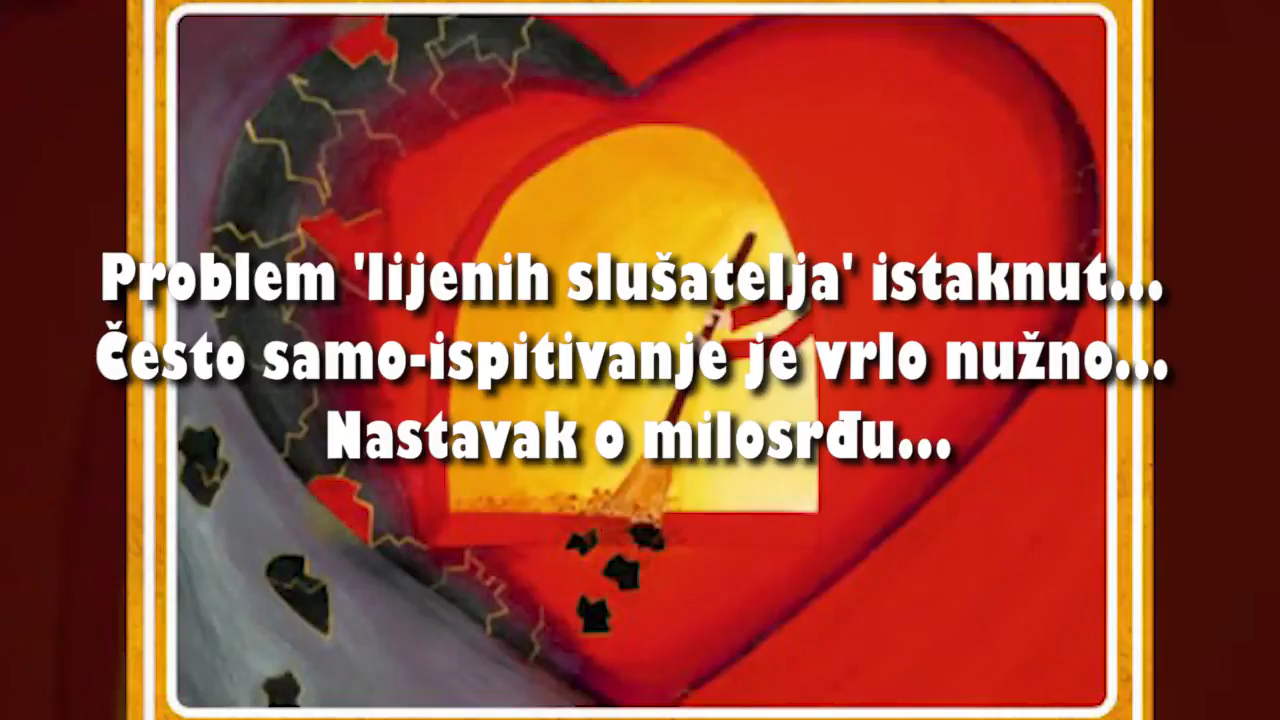 Problem 'lijenih slušatelja' istaknut...
Često samo-ispitivanje je vrlo nužno...
Nastavak o milosrđu...